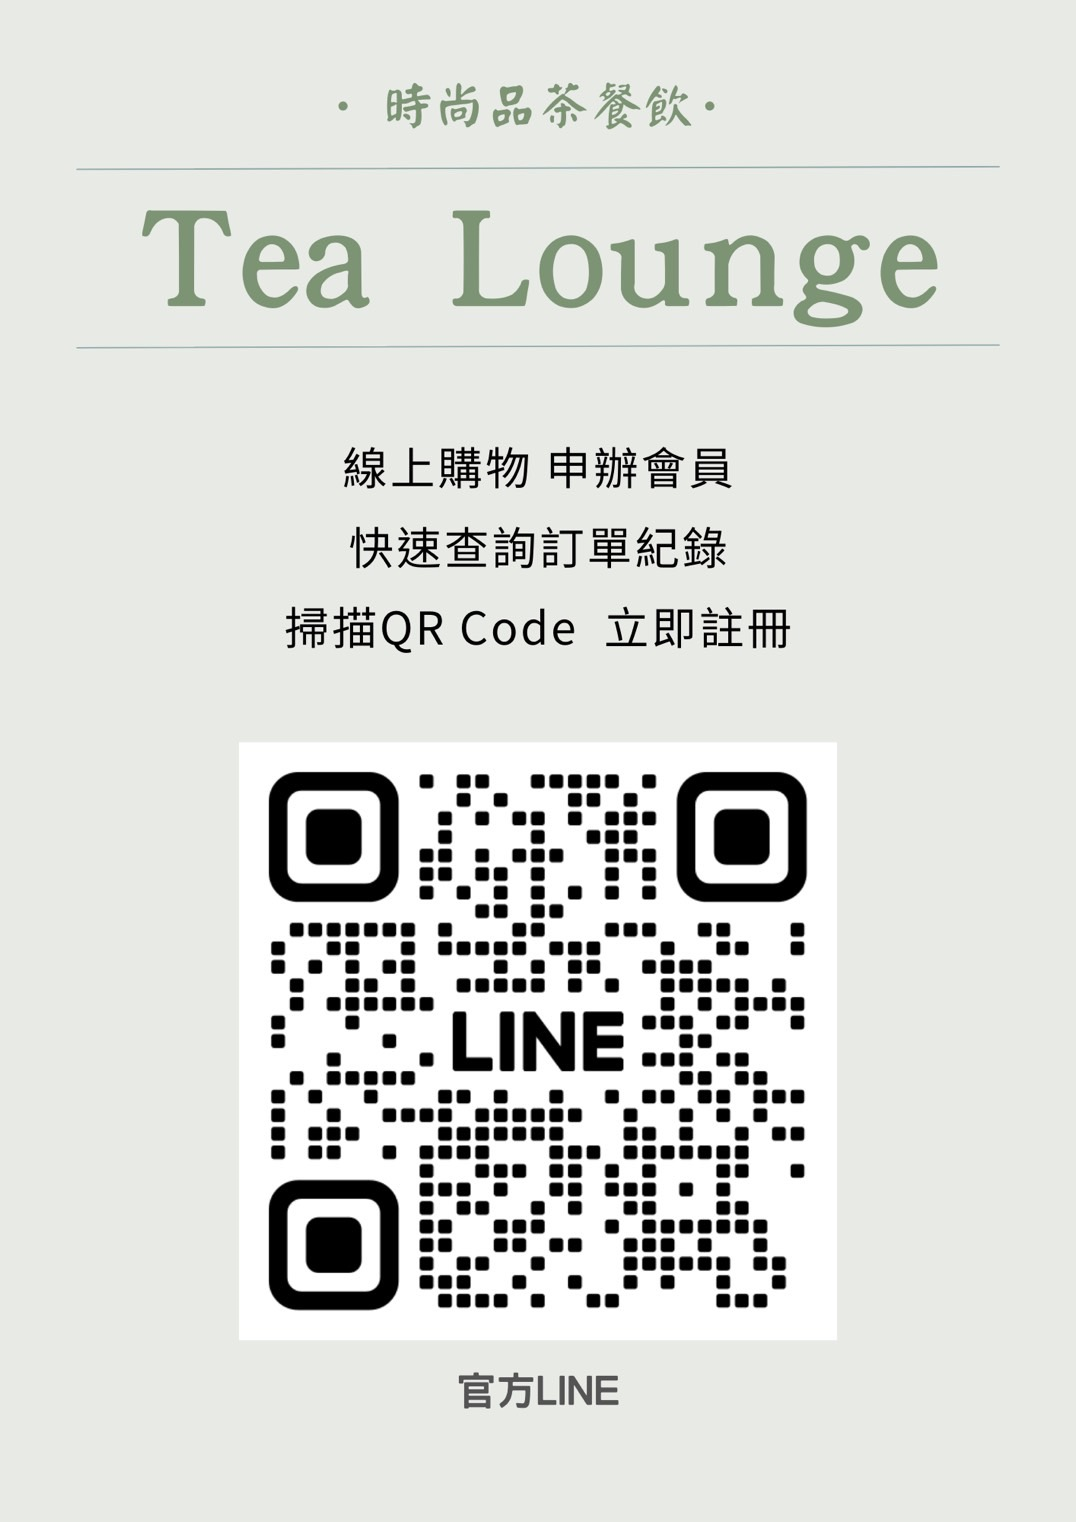 · 時尚品茶餐飲·
Tea Lounge
線上購物 申辦會員
快速查詢訂單紀錄
掃描QR Code 立即註冊
LINE
官方LINE